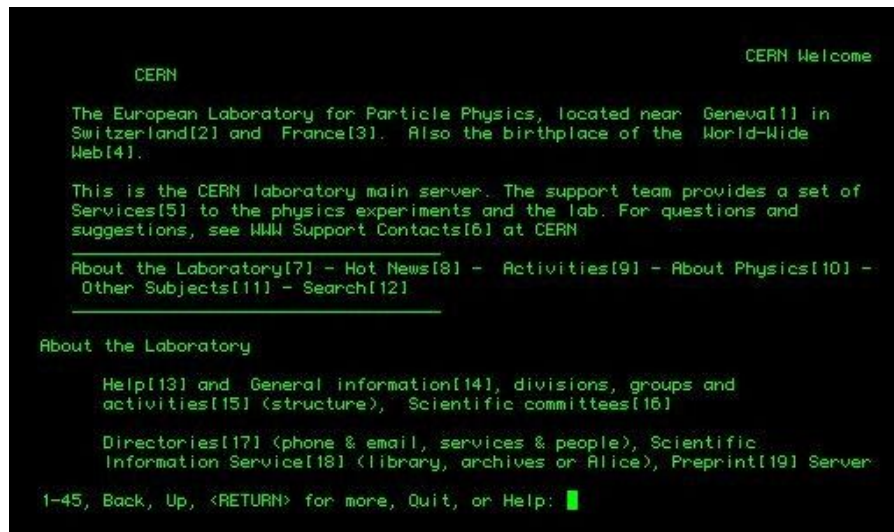 CERN Welcome
CERN
The European Laboratory for Particle Physics, located near Geneva[1] in
Switzerland[2] and France[3]. Also the birthplace of the World-Wide
Web[4].
This is the CERN laboratory main server. The support team provides a set of
Services[5] to the physics experiments and the lab. For questions and
suggestions, see WWW Support Contacts[6] at CERN
About the Laboratory[7] - Hot News[8] - Activities[9] - About Physics[10] -
Other Subjects[11] - Search[12]
About the Laboratory
Help[13] and General information[14], divisions, groups and
activities[15] (structure), Scientific committees[16]
Directories[17] (phone & email, services & people), Scientific
Information Service[18] (library, archives or Alice), Preprint[19] Server
1-45, Back, Up, <RETURN> for more, Quit, or Help: